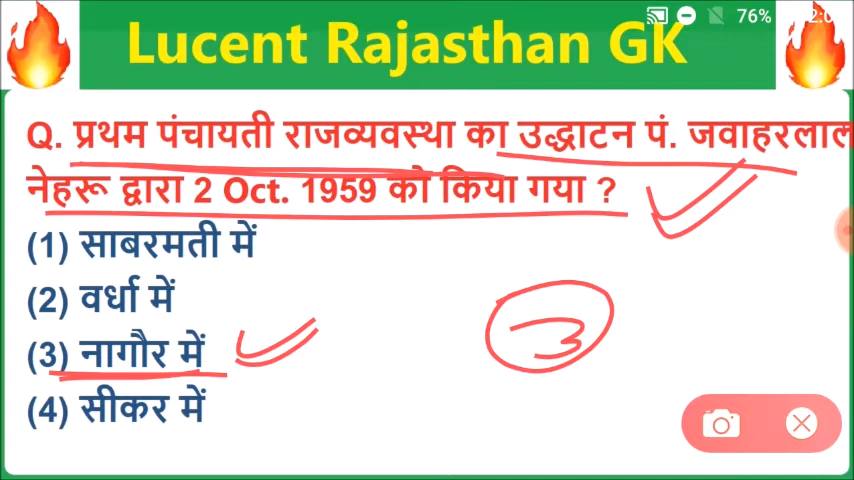 76%
Lucent Rajasthan GK
Q. प्रथम पंचायती राजव्यवस्था का उद्धाटन पं. जवाहरलाल
नेहरू द्वारा 2 Oct. 1959 को किया गया ?
(1) साबरमती में
(2) वर्धा में
(3) नागौर में
3
(4) सीकर में